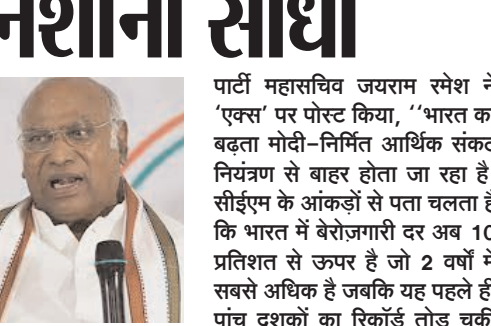 साधा
पार्टी महासचिव जयराम रमेश ने
‘एक्स’ पर पोस्ट किया, ‘‘भारत का
बढ़ता मोदी-निर्मित आर्थिक संकट
नियंत्रण से बाहर होता जा रहा है
सीईएम के आंकड़ों से पता चलता है
कि भारत में बेरोज़गारी दर अब 10
प्रतिशत से ऊपर है जो 2 वर्षों में
सबसे अधिक है जबकि यह पहले ही
पांच दशकों का रिकॉर्ड तोड़ चुकी